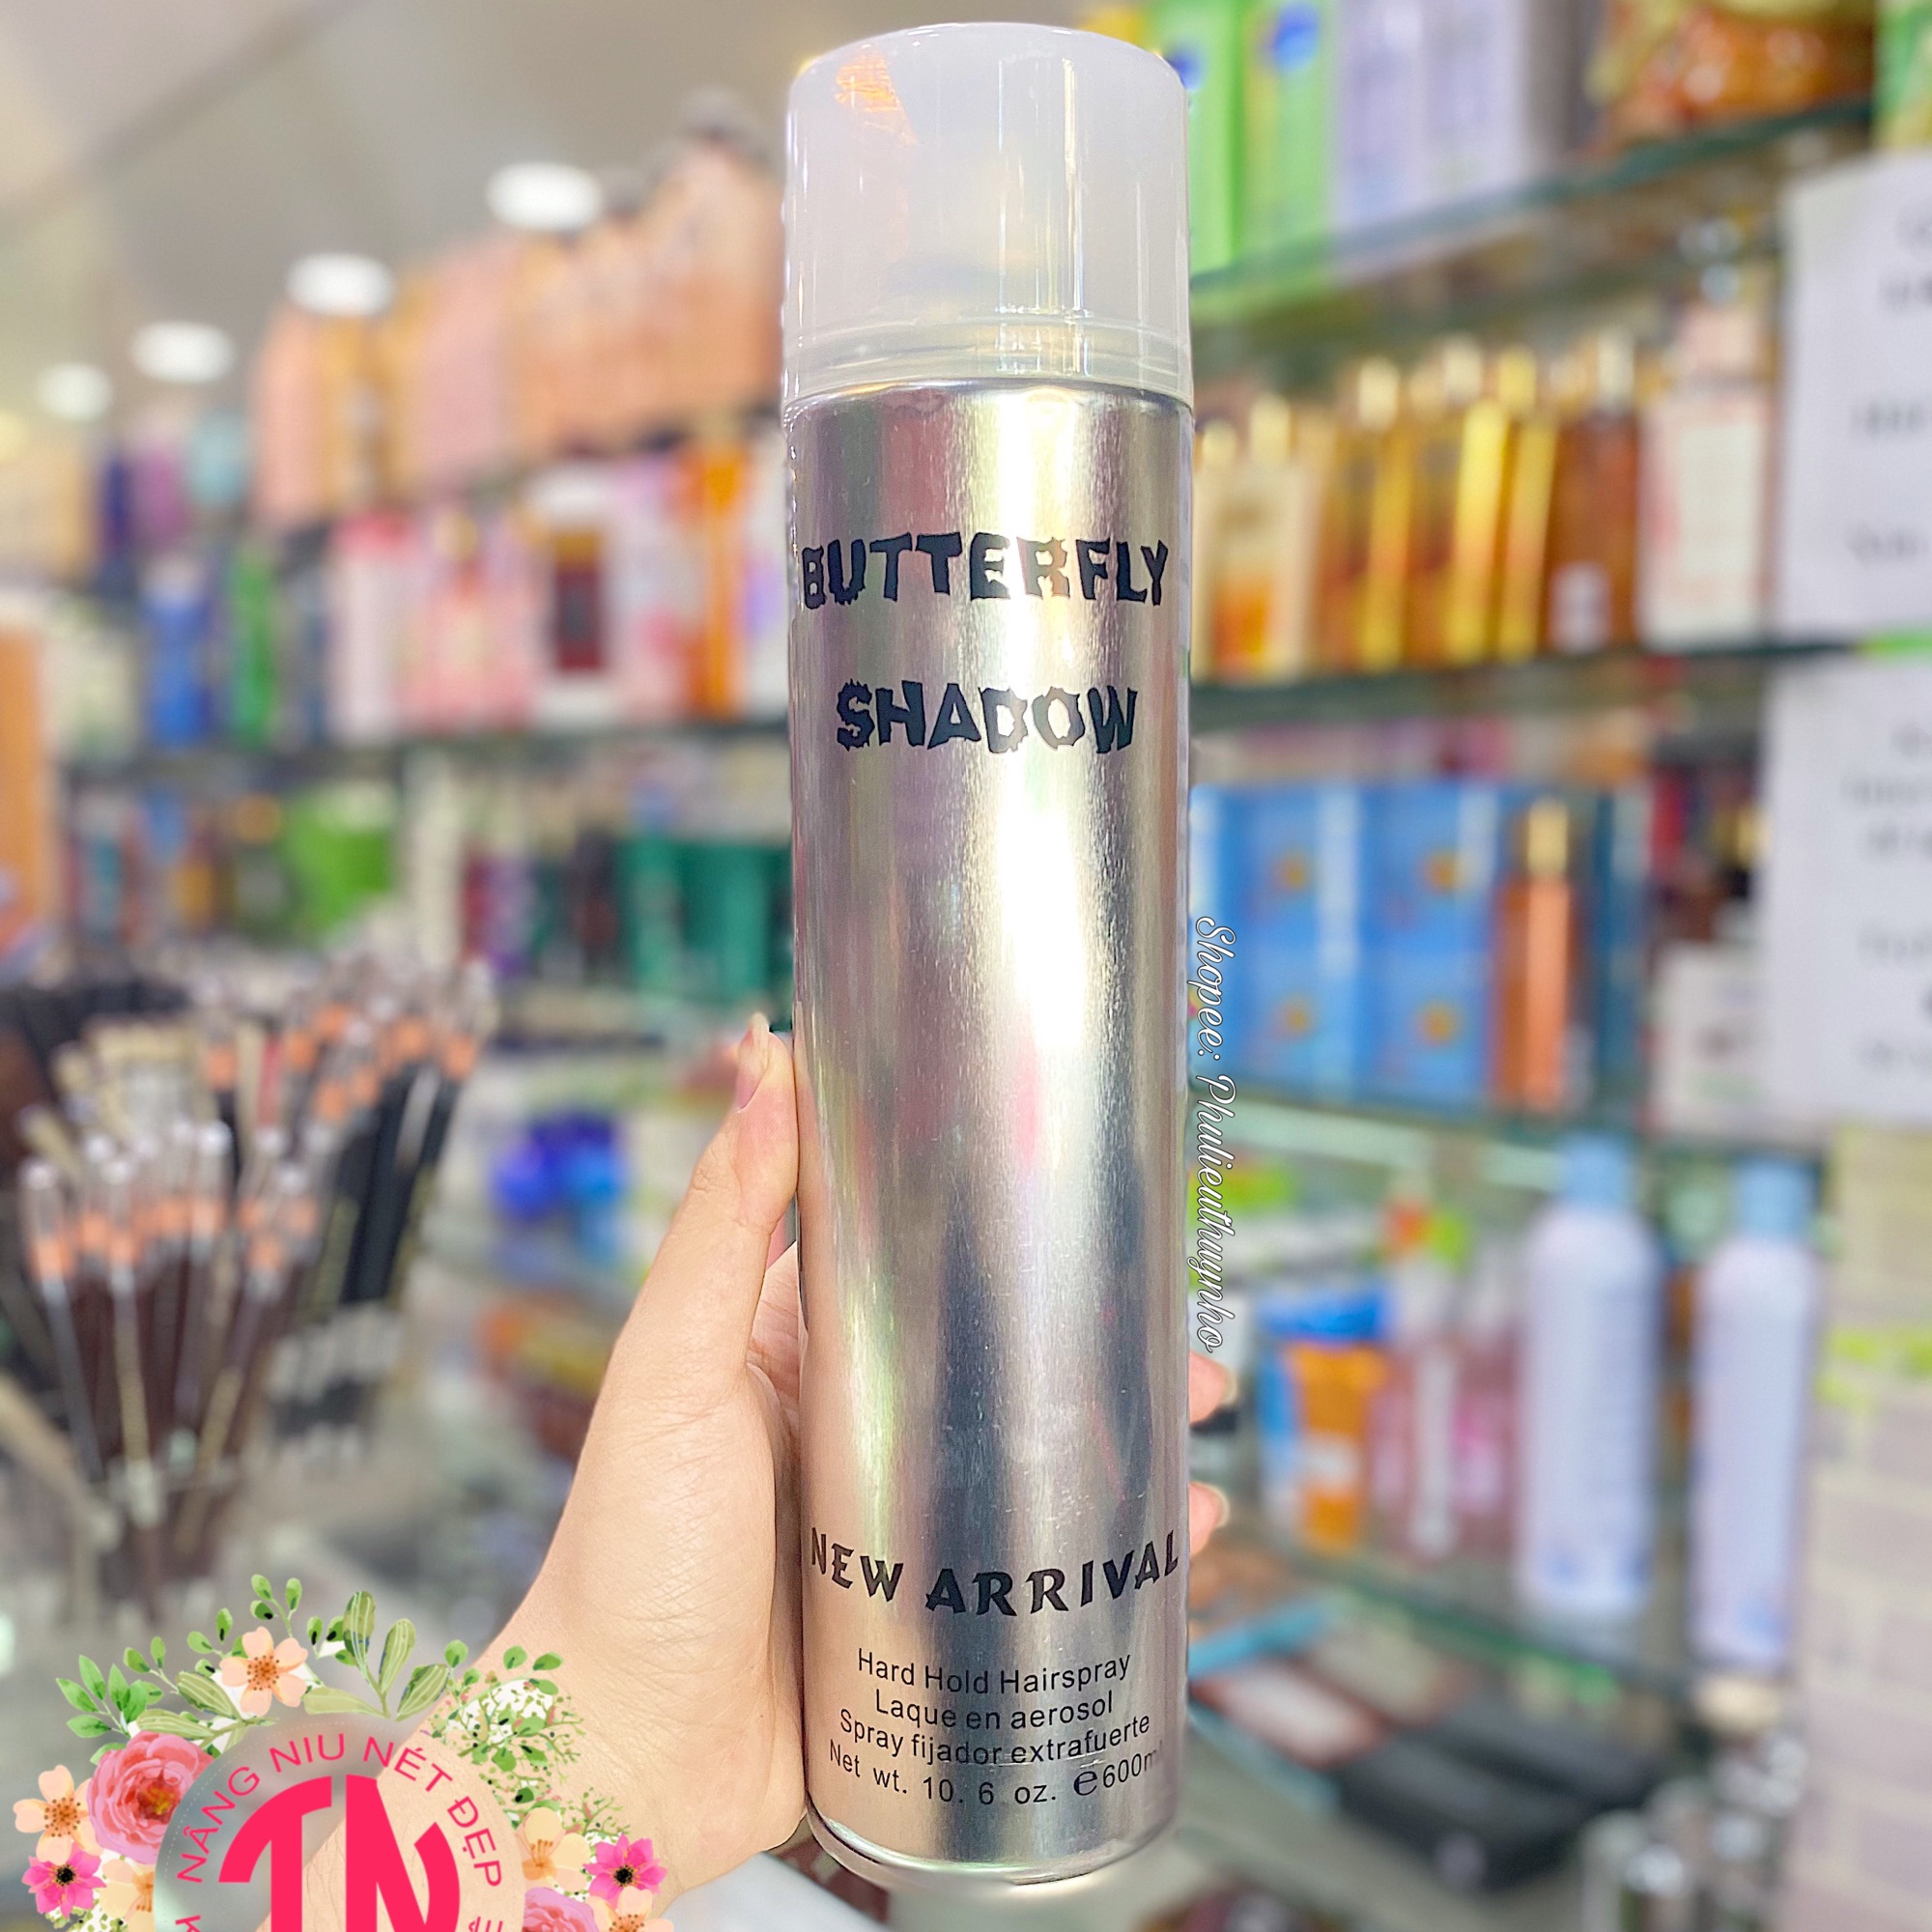 BUTTERFLY
SHADOW
Shopee: Phulieuthuynho
NEW ARRIVAL
Hard Hold Hairspray
Laque en aerosol
Spray fijador extrafuerte
Net wt. 10. 6 oz. e600m
NÂNG NIU NÉT ĐẸP
TN